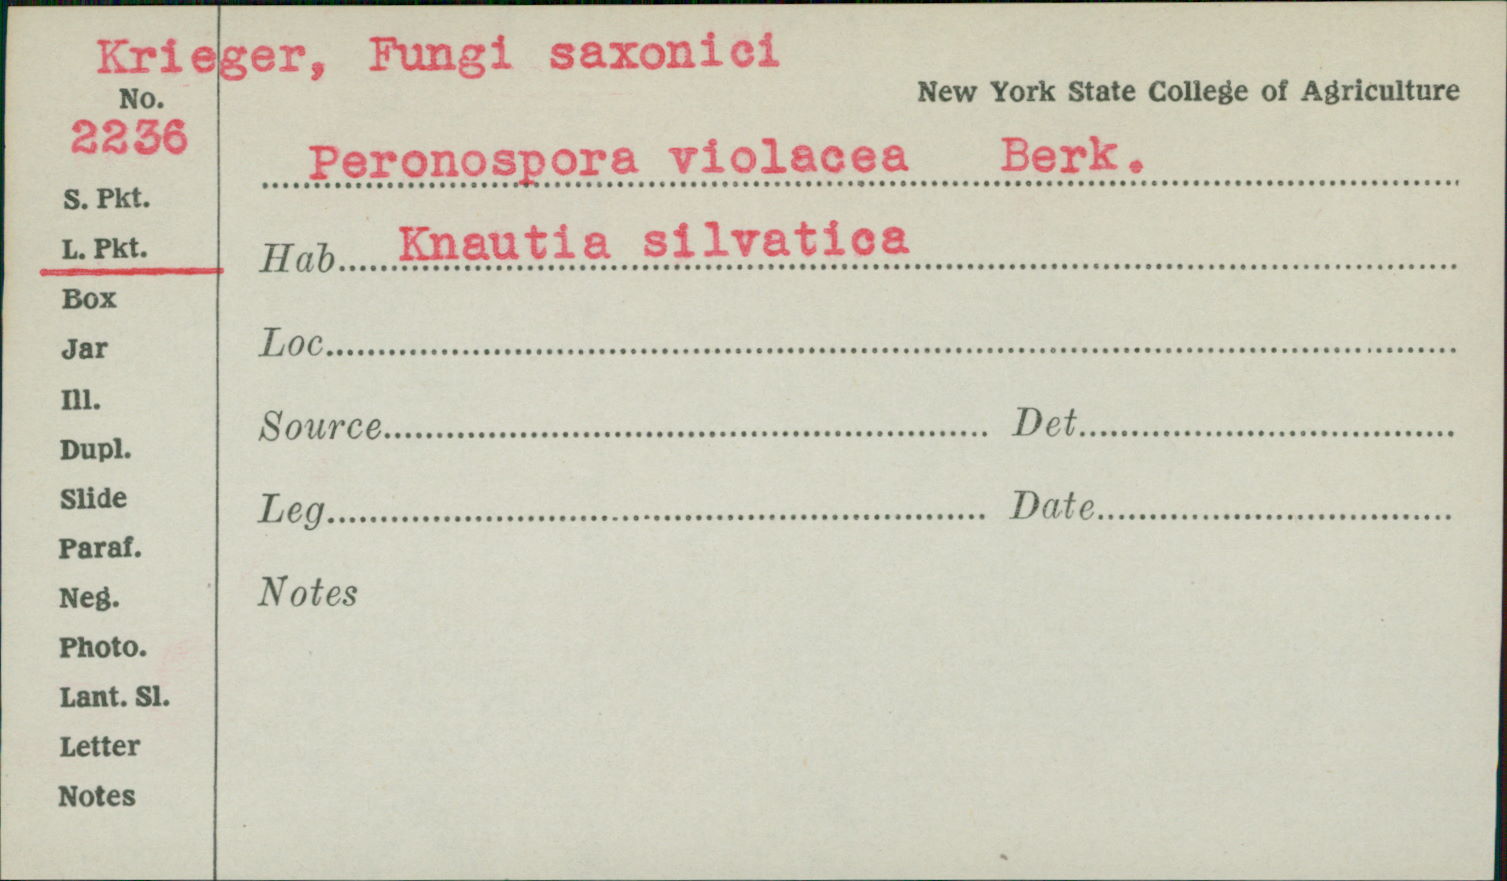 Krieger, Fungi saxonici
No.
New York State College of Agriculture
2236
Peronospora violacea Berk.
S. Pkt.
L. Pkt.
Hab. Knautia silvatica
Box
Jar
Loc.
Ill.
Source Det.
Dupl.
Slide
Leg. Date
Paraf.
Neg.
Notes
Photo.
Lant. Sl.
Letter
Notes